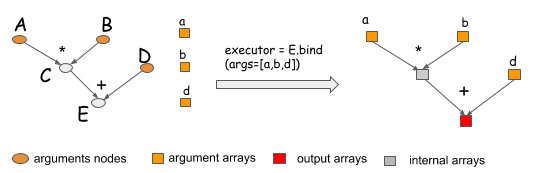 A
B
*
C
D
+
E
a
b
d
executor = E.bind
(args=[a,b,d])
a
b
*
d
+
arguments nodes
argument arrays
output arrays
internal arrays